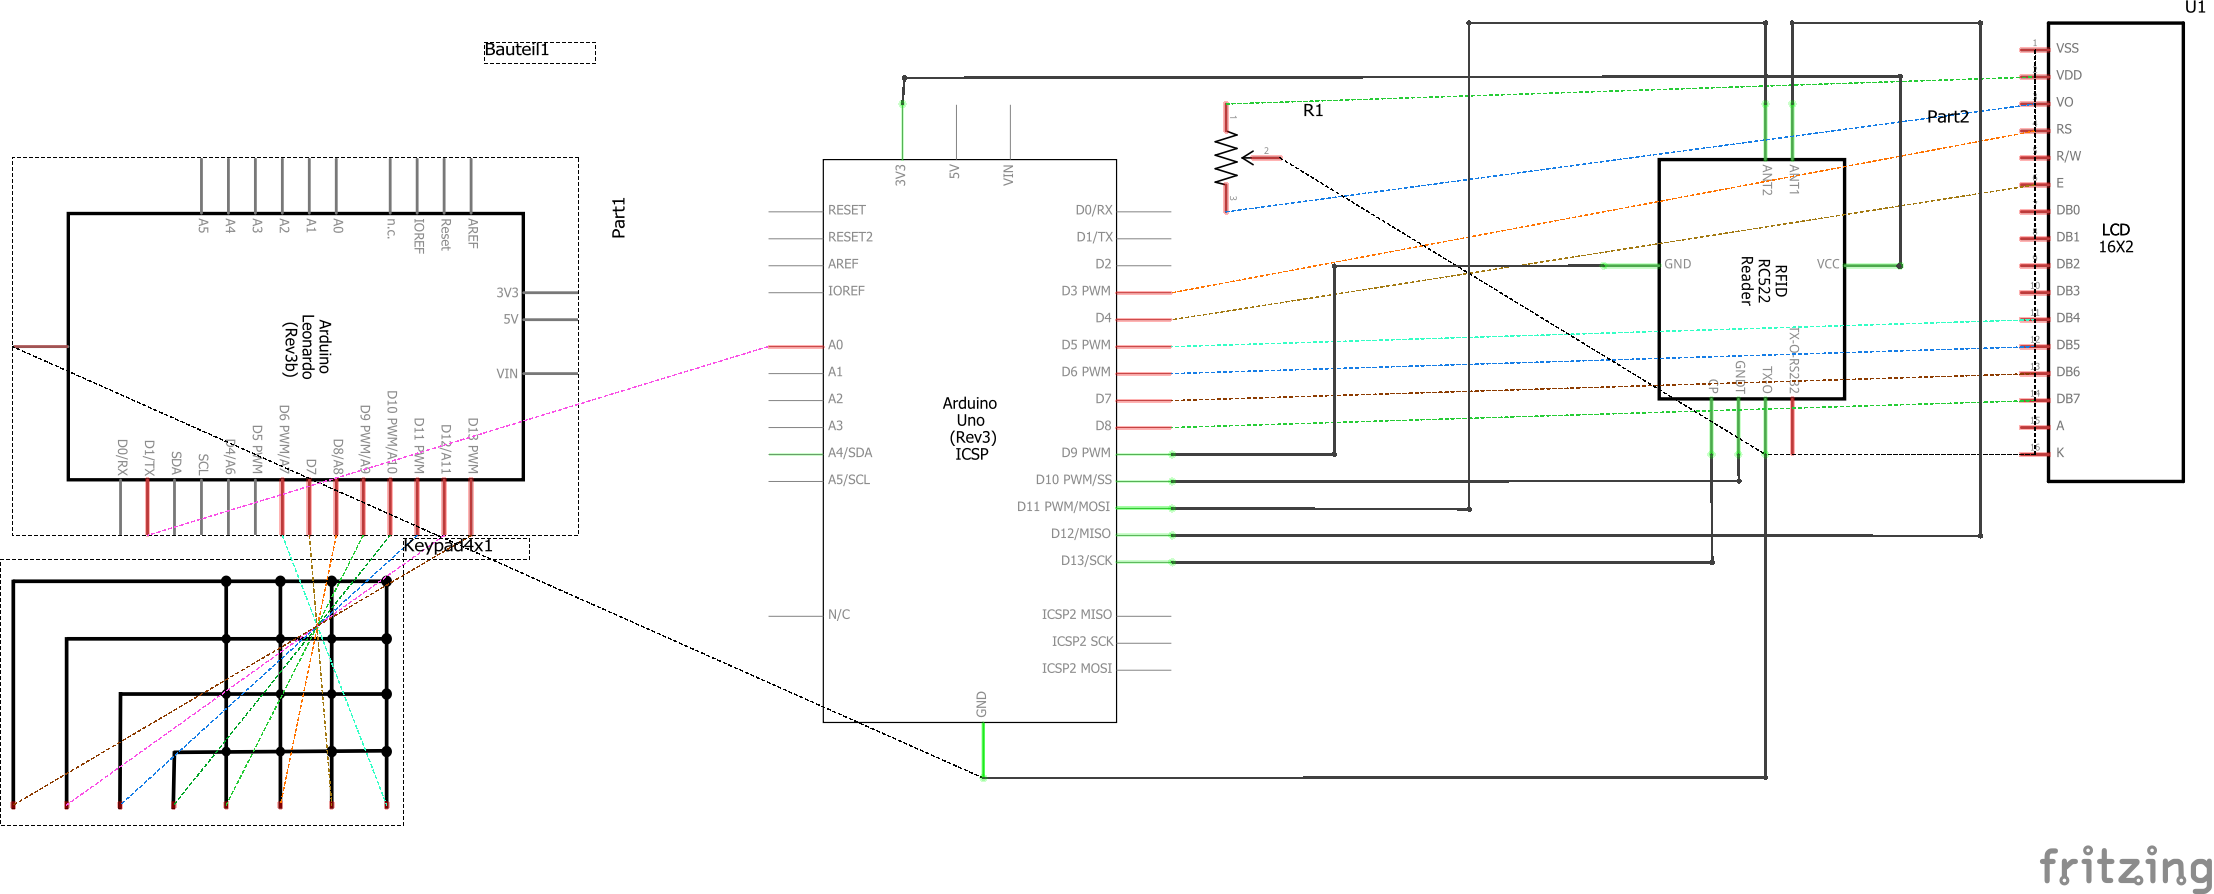 Bauteil1
Part1
A5
A4
A3
A2
A1
A0
n.c.
IOREF
Reset
AREF
3V3
5V
VIN
Arduino
Leonardo
(Rev3b)
D0/RX
D1/TX
SDA
SCL
D4/A6
D5 PWM
D6 PWM/A7
D7
D8/A8
D9 PWM/A9
D10 PWM/A10
D11 PWM
D12/A11
D13 PWM
Keypad4x1
3V3
5V
VIN
RESET
RESET2
AREF
IOREF
A0
A1
A2
A3
A4/SDA
A5/SCL
N/C
Arduino
Uno
(Rev3)
ICSP
D0/RX
D1/TX
D2
D3 PWM
D4
D5 PWM
D6 PWM
D7
D8
D9 PWM
D10 PWM/SS
D11 PWM/MOSI
D12/MISO
D13/SCK
ICSP2 MISO
ICSP2 SCK
ICSP2 MOSI
GND
R1
1
2
3
Part2
ANT2
ANT1
GND
VCC
RFID
RC522
Reader
CP
GNDT
TXIO
TX-O-RS232
U1
1
VSS
VDD
VO
RS
R/W
E
DB0
DB1
DB2
DB3
DB4
DB5
DB6
DB7
A
K
LCD
16X2
fritzing